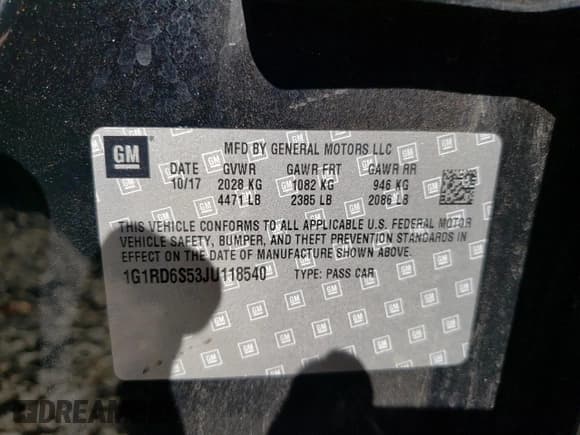 GM
MFD BY GENERAL MOTORS LLC
DATE GVWR GAWR FRT GAWR RR
10/17 2028 KG 1082 KG 946 KG
4471 LB 2385 LB 2086 LB
THIS VEHICLE CONFORMS TO ALL APPLICABLE U.S. FEDERAL MOTOR
VEHICLE SAFETY, BUMPER, AND THEFT PREVENTION STANDARDS IN
EFFECT ON THE DATE OF MANUFACTURE SHOWN ABOVE.
1G1RD6S53JU118540 TYPE: PASS CAR